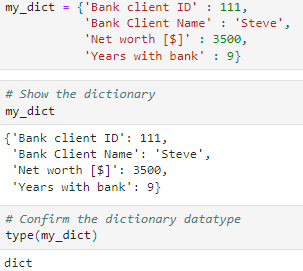 my_dict = {'Bank client ID' : 111,
'Bank Client Name' : 'Steve',
'Net worth [$]' : 3500,
'Years with bank' : 9}
# Show the dictionary
my_dict
{'Bank client ID': 111,
'Bank Client Name': 'Steve',
'Net worth [$]': 3500,
'Years with bank': 9}
# Confirm the dictionary datatype
type(my_dict)
dict